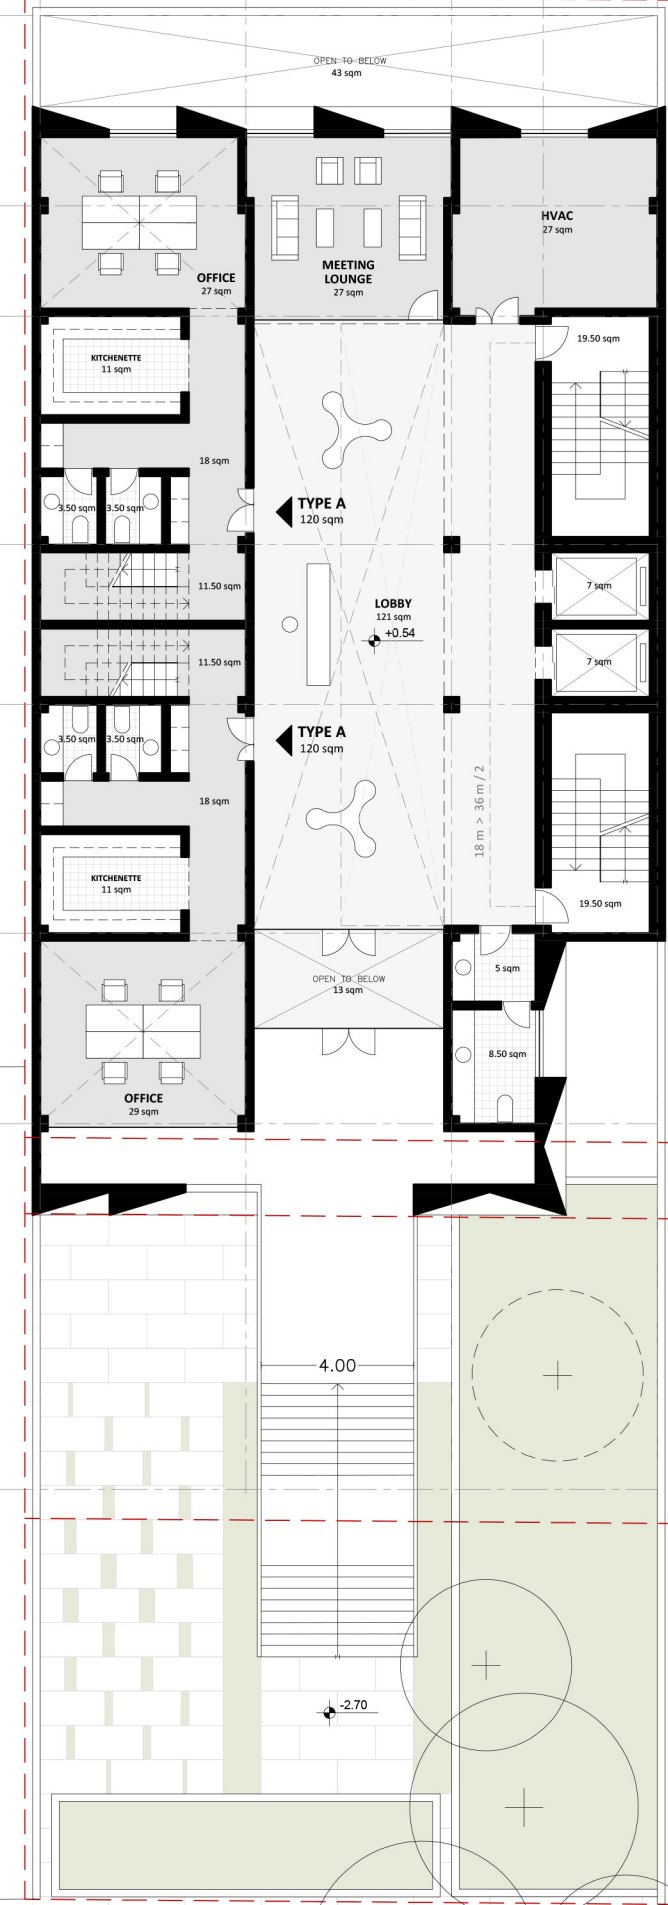 OPEN TO BELOW
43 sqm
HVAC
27 sqm
MEETING
LOUNGE
27 sqm
OFFICE
27 sqm
19.50 sqm
KITCHENETTE
11 sqm
18 sqm
3.50 sqm
3.50 sqm
TYPE A
120 sqm
11.50 sqm
7 sqm
LOBBY
121 sqm
+0.54
11.50 sqm
7 sqm
3.50 sqm
3.50 sqm
TYPE A
120 sqm
18 sqm
18 m > 36 m / 2
KITCHENETTE
11 sqm
19.50 sqm
OPEN TO BELOW
13 sqm
5 sqm
8.50 sqm
OFFICE
29 sqm
4.00
-2.70